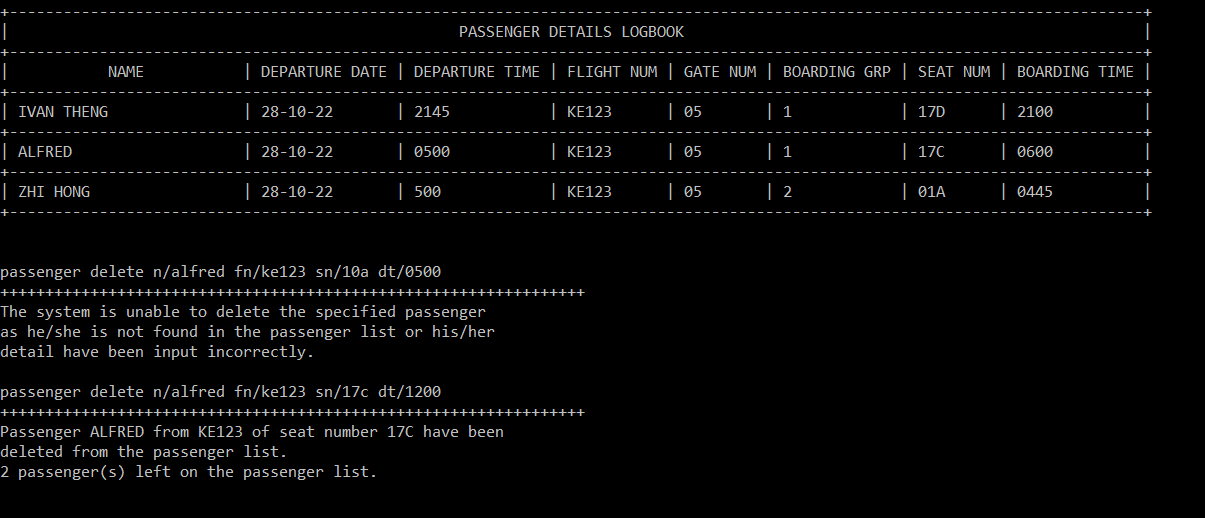 +------------------------------------------------------------------------------------------------------------------------------+
| PASSENGER DETAILS LOGBOOK |
+------------------------------------------------------------------------------------------------------------------------------+
| NAME | DEPARTURE DATE | DEPARTURE TIME | FLIGHT NUM | GATE NUM | BOARDING GRP | SEAT NUM | BOARDING TIME |
+------------------------------------------------------------------------------------------------------------------------------+
| IVAN THENG | 28-10-22 | 2145 | KE123 | 05 | 1 | 17D | 2100 |
+------------------------------------------------------------------------------------------------------------------------------+
| ALFRED | 28-10-22 | 0500 | KE123 | 05 | 1 | 17C | 0600 |
+------------------------------------------------------------------------------------------------------------------------------+
| ZHI HONG | 28-10-22 | 500 | KE123 | 05 | 2 | 01A | 0445 |
+------------------------------------------------------------------------------------------------------------------------------+
passenger delete n/alfred fn/ke123 sn/10a dt/0500
+++++++++++++++++++++++++++++++++++++++++++++++++++++++++++++++++
The system is unable to delete the specified passenger
as he/she is not found in the passenger list or his/her
detail have been input incorrectly.
passenger delete n/alfred fn/ke123 sn/17c dt/1200
+++++++++++++++++++++++++++++++++++++++++++++++++++++++++++++++++
Passenger ALFRED from KE123 of seat number 17C have been
deleted from the passenger list.
2 passenger(s) left on the passenger list.